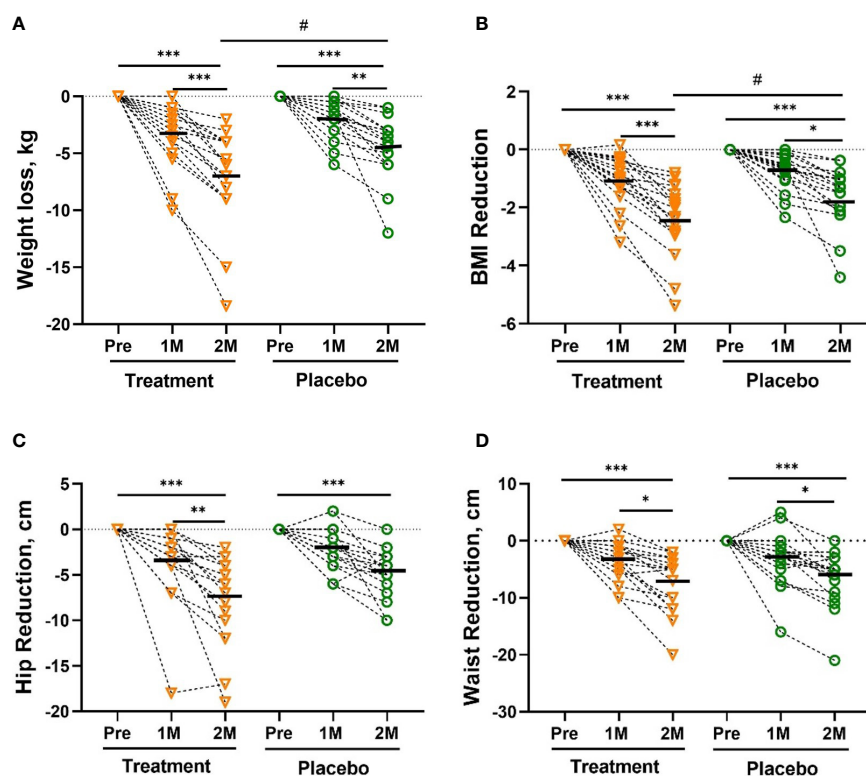 A
#
***
***
***
**
Weight loss, kg
0
-5
-10
-15
-20
Pre 1M 2M Pre 1M 2M
Treatment Placebo
B
#
***
***
***
*
BMI Reduction
2
0
-2
-4
-6
Pre 1M 2M Pre 1M 2M
Treatment Placebo
C
***
**
***
Hip Reduction, cm
5
0
-5
-10
-15
-20
Pre 1M 2M Pre 1M 2M
Treatment Placebo
D
***
*
***
*
Waist Reduction, cm
10
0
-10
-20
-30
Pre 1M 2M Pre 1M 2M
Treatment Placebo